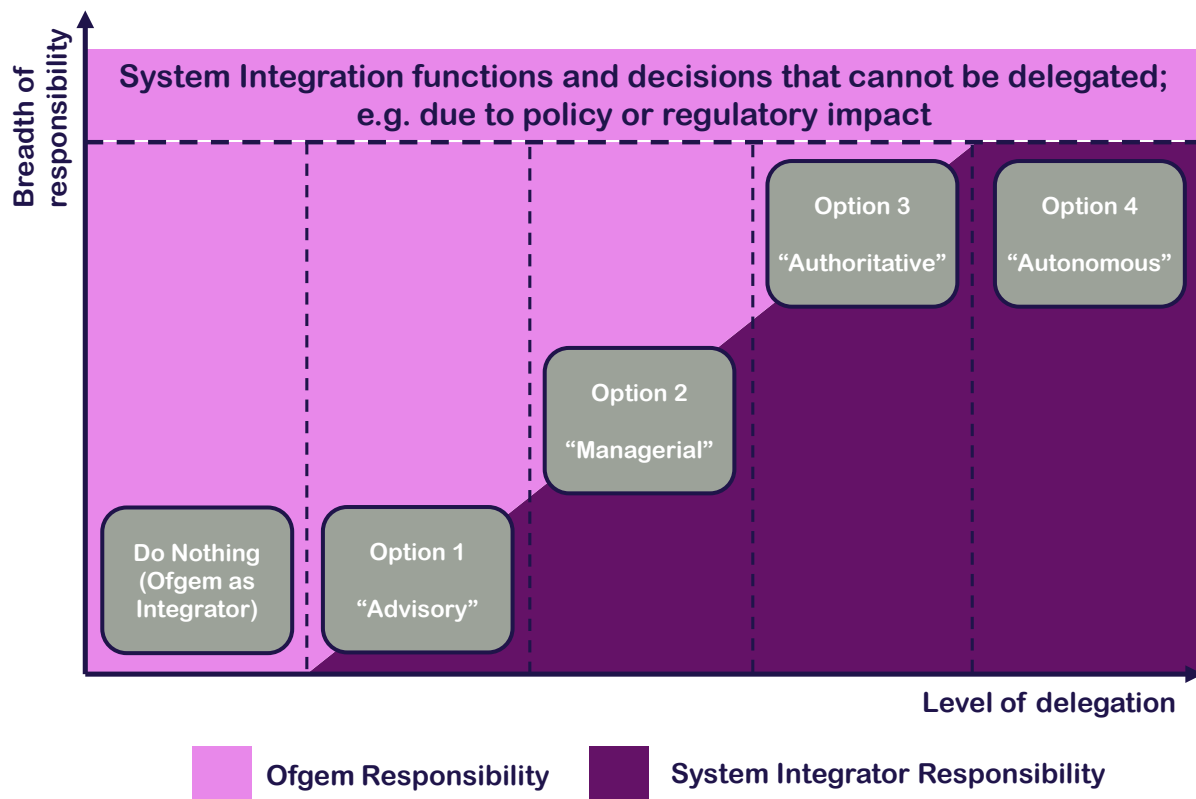 Breadth of
responsibility
System Integration functions and decisions that cannot be delegated;
e.g. due to policy or regulatory impact
Option 3
“Authoritative”
Option 4
“Autonomous”
Option 2
“Managerial”
Do Nothing
(Ofgem as
Integrator)
Option 1
“Advisory”
Level of delegation
Ofgem Responsibility
System Integrator Responsibility